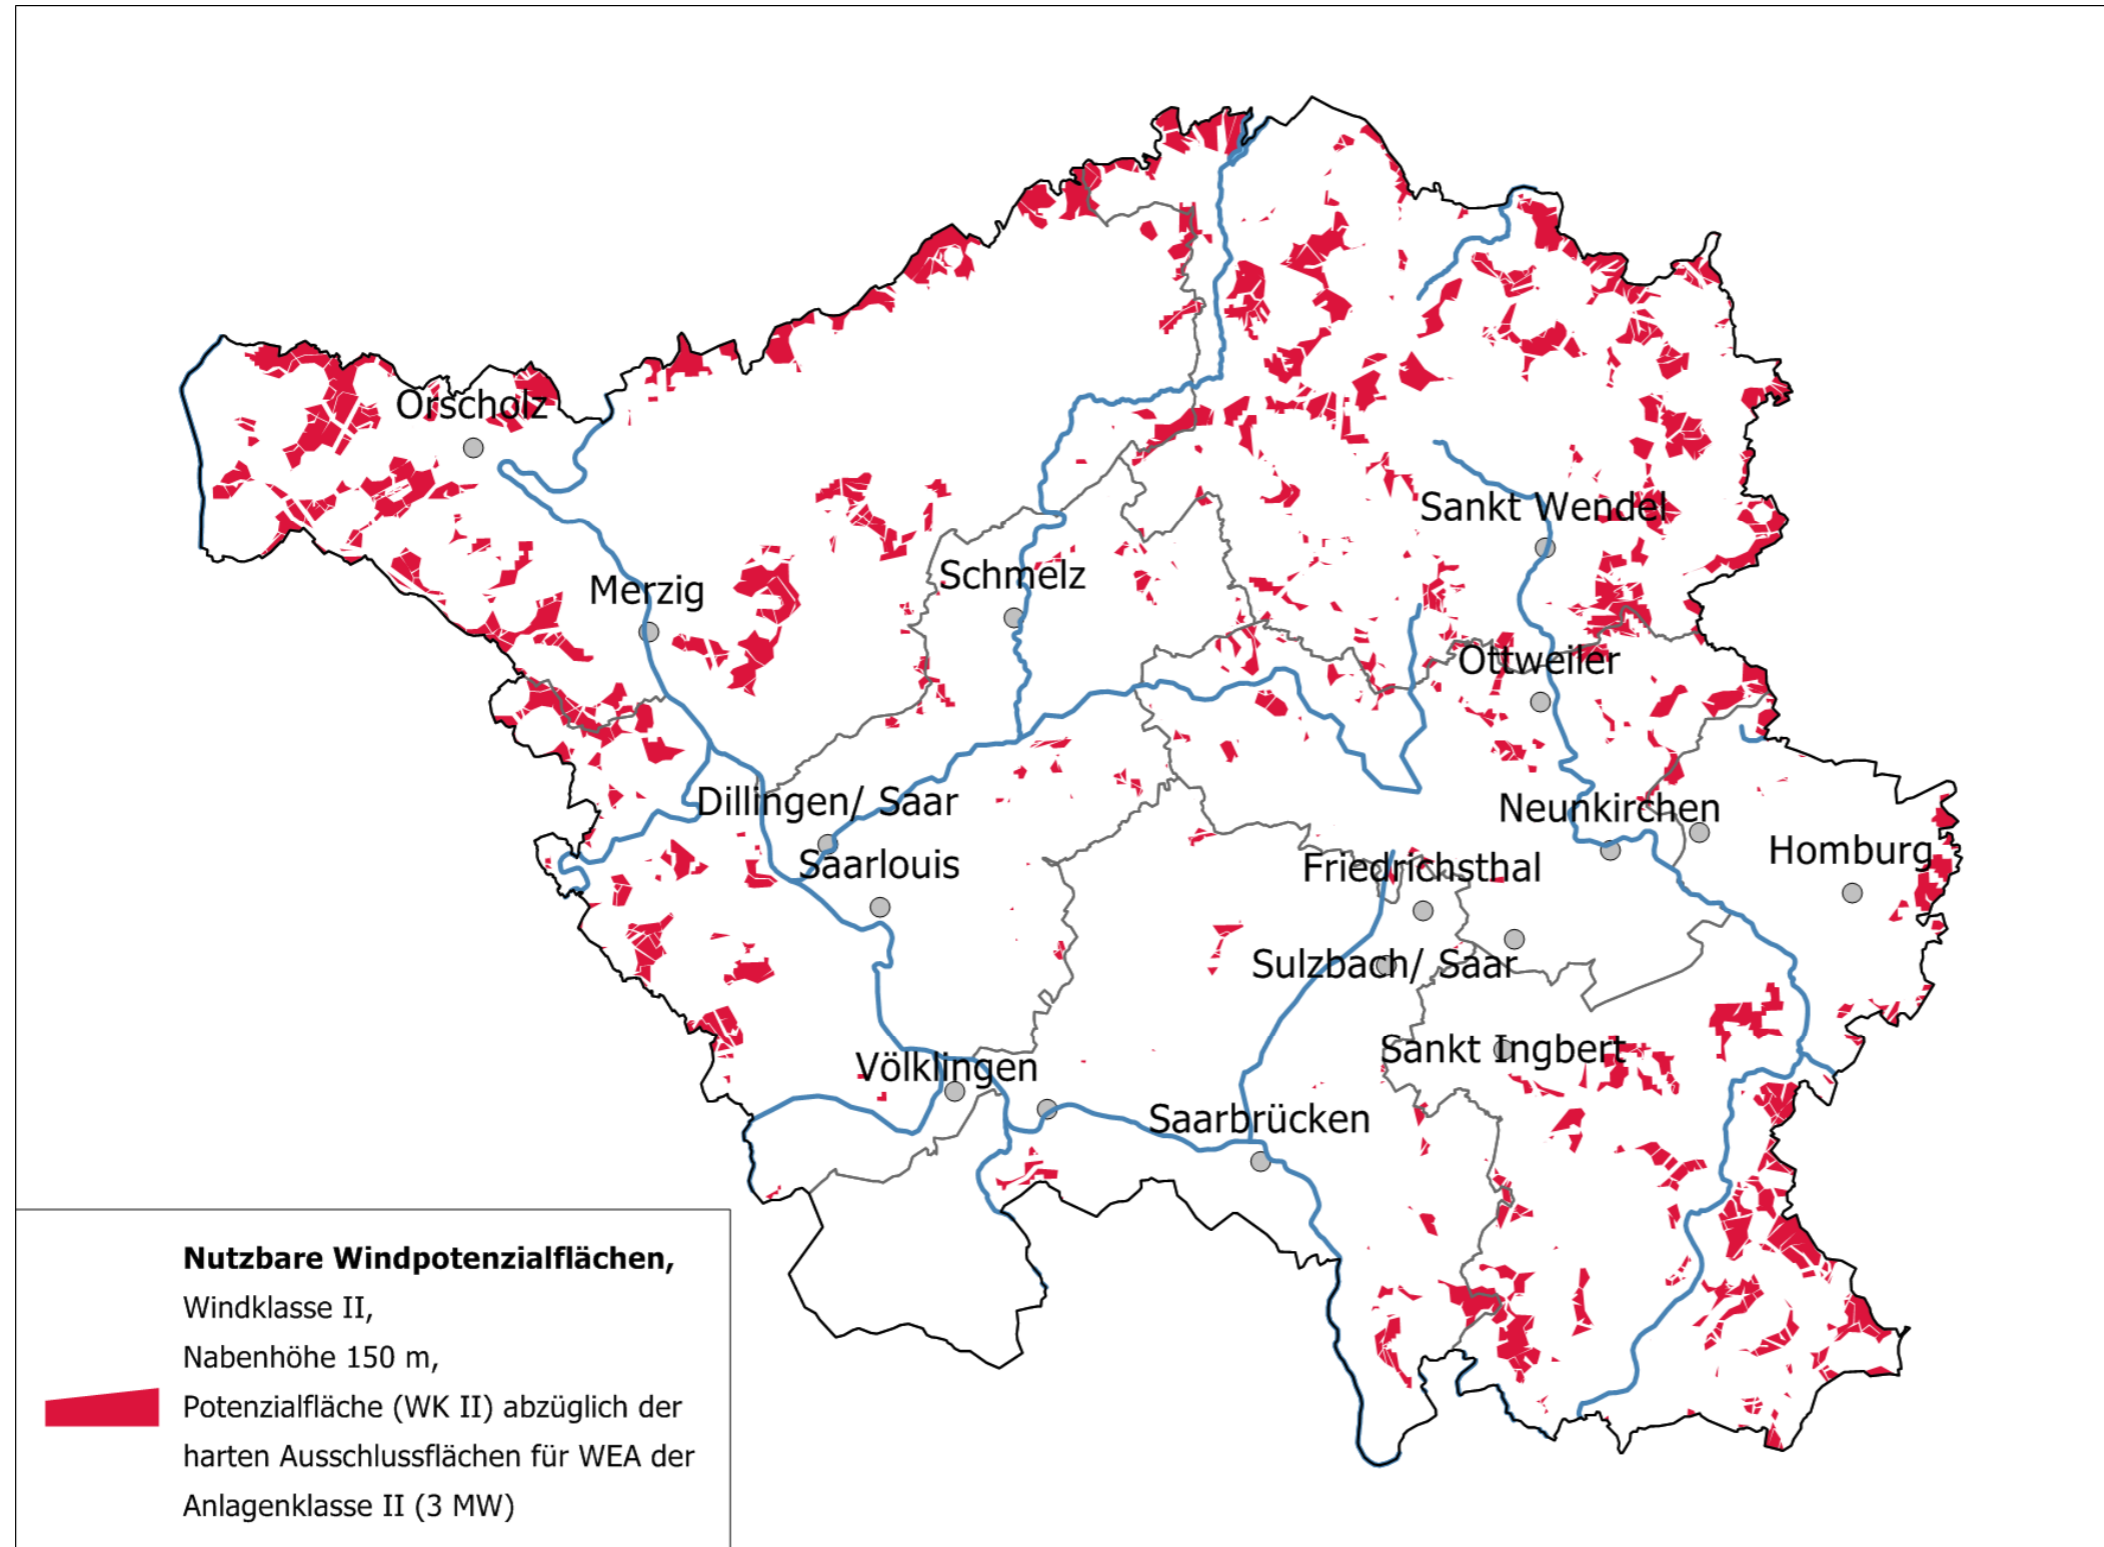 Orscholz
Sankt Wendel
Schmelz
Merzig
Ottweiler
Dillingen/ Saar
Neunkirchen
Saarlouis
Friedrichsthal
Homburg
Sulzbach/ Saar
Sankt Ingbert
Völklingen
Saarbrücken
Nutzbare Windpotenzialflächen,
Windklasse II,
Nabenhöhe 150 m,
Potenzialfläche (WK II) abzüglich der
harten Ausschlussflächen für WEA der
Anlagenklasse II (3 MW)